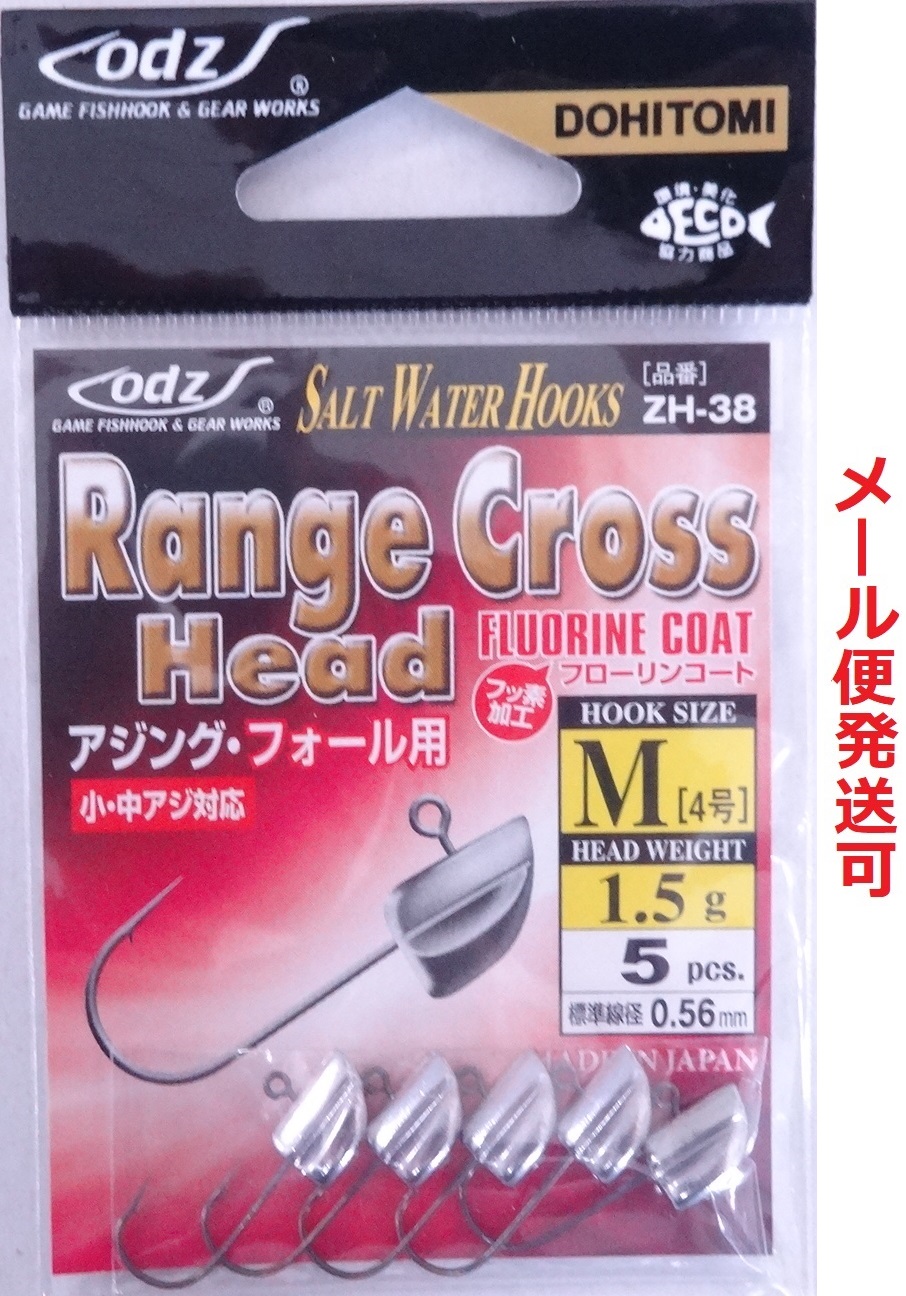 odz
®
GAME FISHHOOK & GEAR WORKS
DOHITOMI
環境・美化
ECO
協力商品
odz
®
GAME FISHHOOK & GEAR WORKS
SALT WATER HOOKS
[品番]
ZH-38
Range Cross
Head
FLUORINE COAT
フローリンコート
フッ素
加工
アジング・フォール用
小・中アジ対応
HOOK SIZE
M[4号]
HEAD WEIGHT
1.5 g
5 pcs.
標準線径 0.56mm
MADE IN JAPAN
メール便発送可